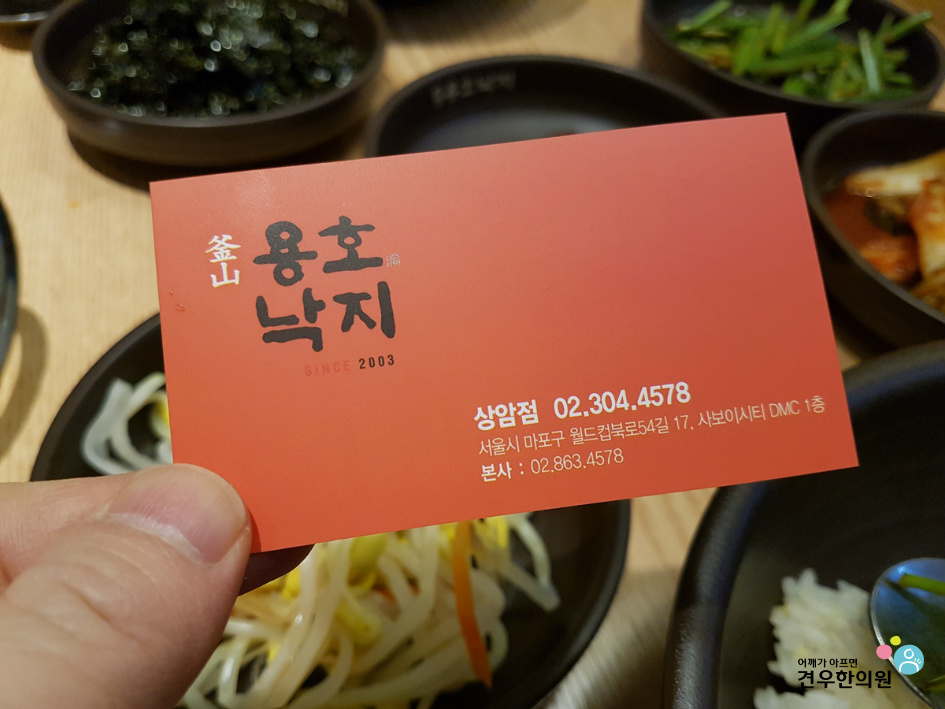 釜山
용호
洞
낙지
SINCE 2003
상암점 02.304.4578
서울시 마포구 월드컵북로54길 17, 사보이시티 DMC 1층
본사 : 02.863.4578
어깨가 아프면
견우한의원